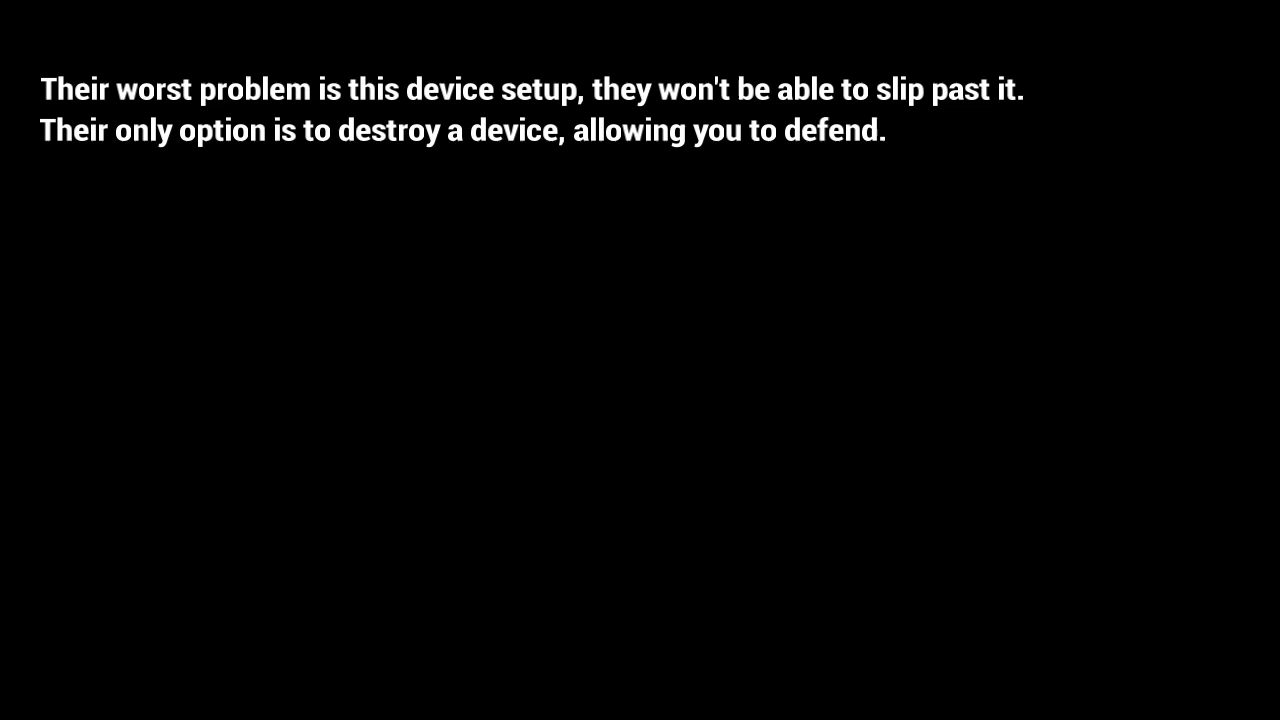 Their worst problem is this device setup, they won't be able to slip past it.
Their only option is to destroy a device, allowing you to defend.